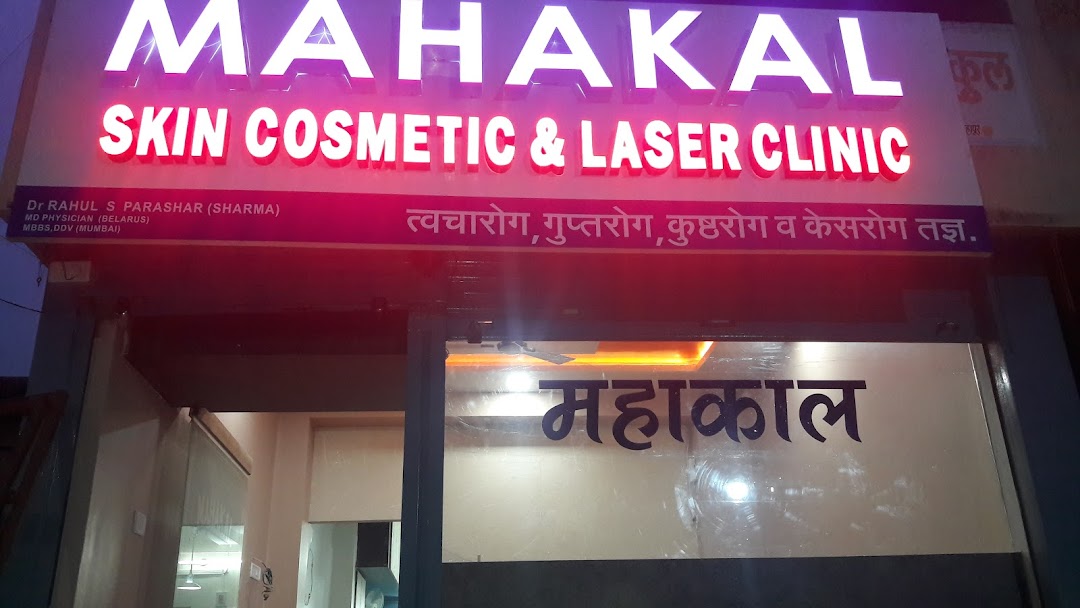 MAHAKAL
SKIN COSMETIC & LASER CLINIC
Dr RAHUL S PARASHAR (SHARMA)
MD PHYSICIAN (BELARUS)
MBBS,DDV (MUMBAI)
त्वचारोग,गुप्तरोग,कुष्ठरोग व केसरोग तज्ञ.
महाकाल